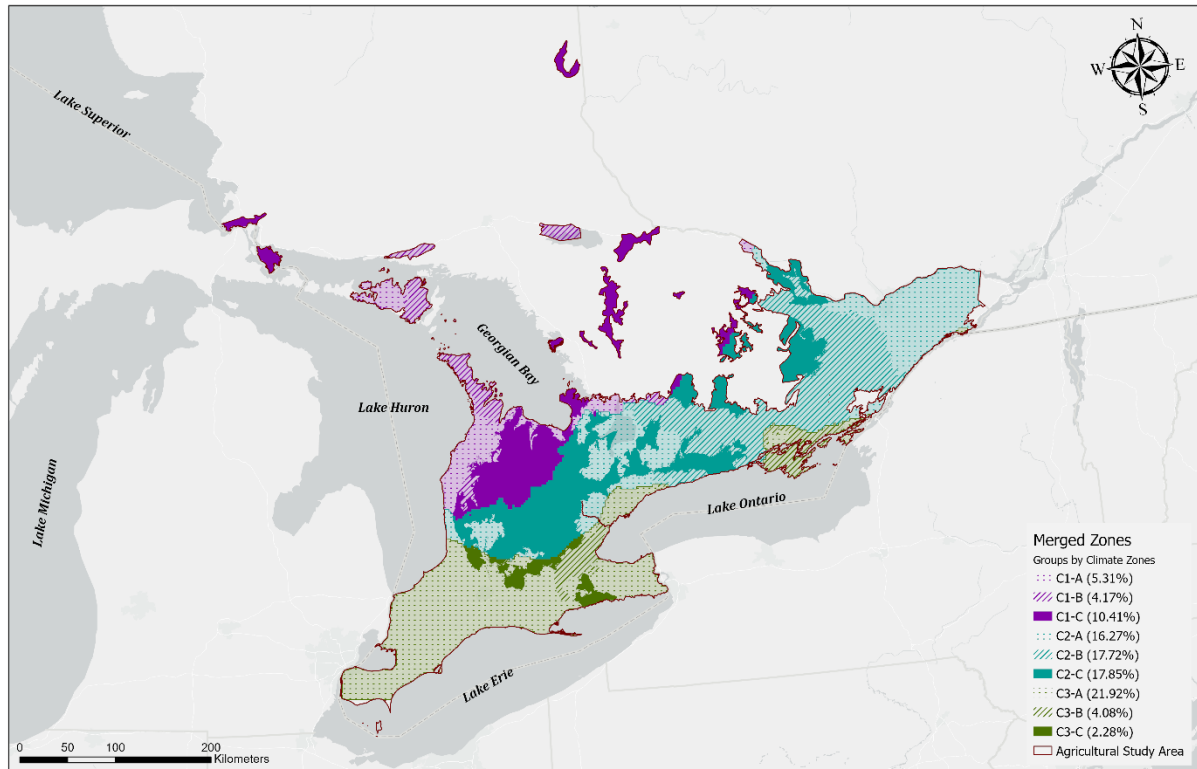 N
W E
S
Lake Superior
Georgian Bay
Lake Huron
Lake Michigan
Lake Ontario
Lake Erie
Merged Zones
Groups by Climate Zones
C1-A (5.31%)
C1-B (4.17%)
C1-C (10.41%)
C2-A (16.27%)
C2-B (17.72%)
C2-C (17.85%)
C3-A (21.92%)
C3-B (4.08%)
C3-C (2.28%)
Agricultural Study Area
0 50 100 200
Kilometers